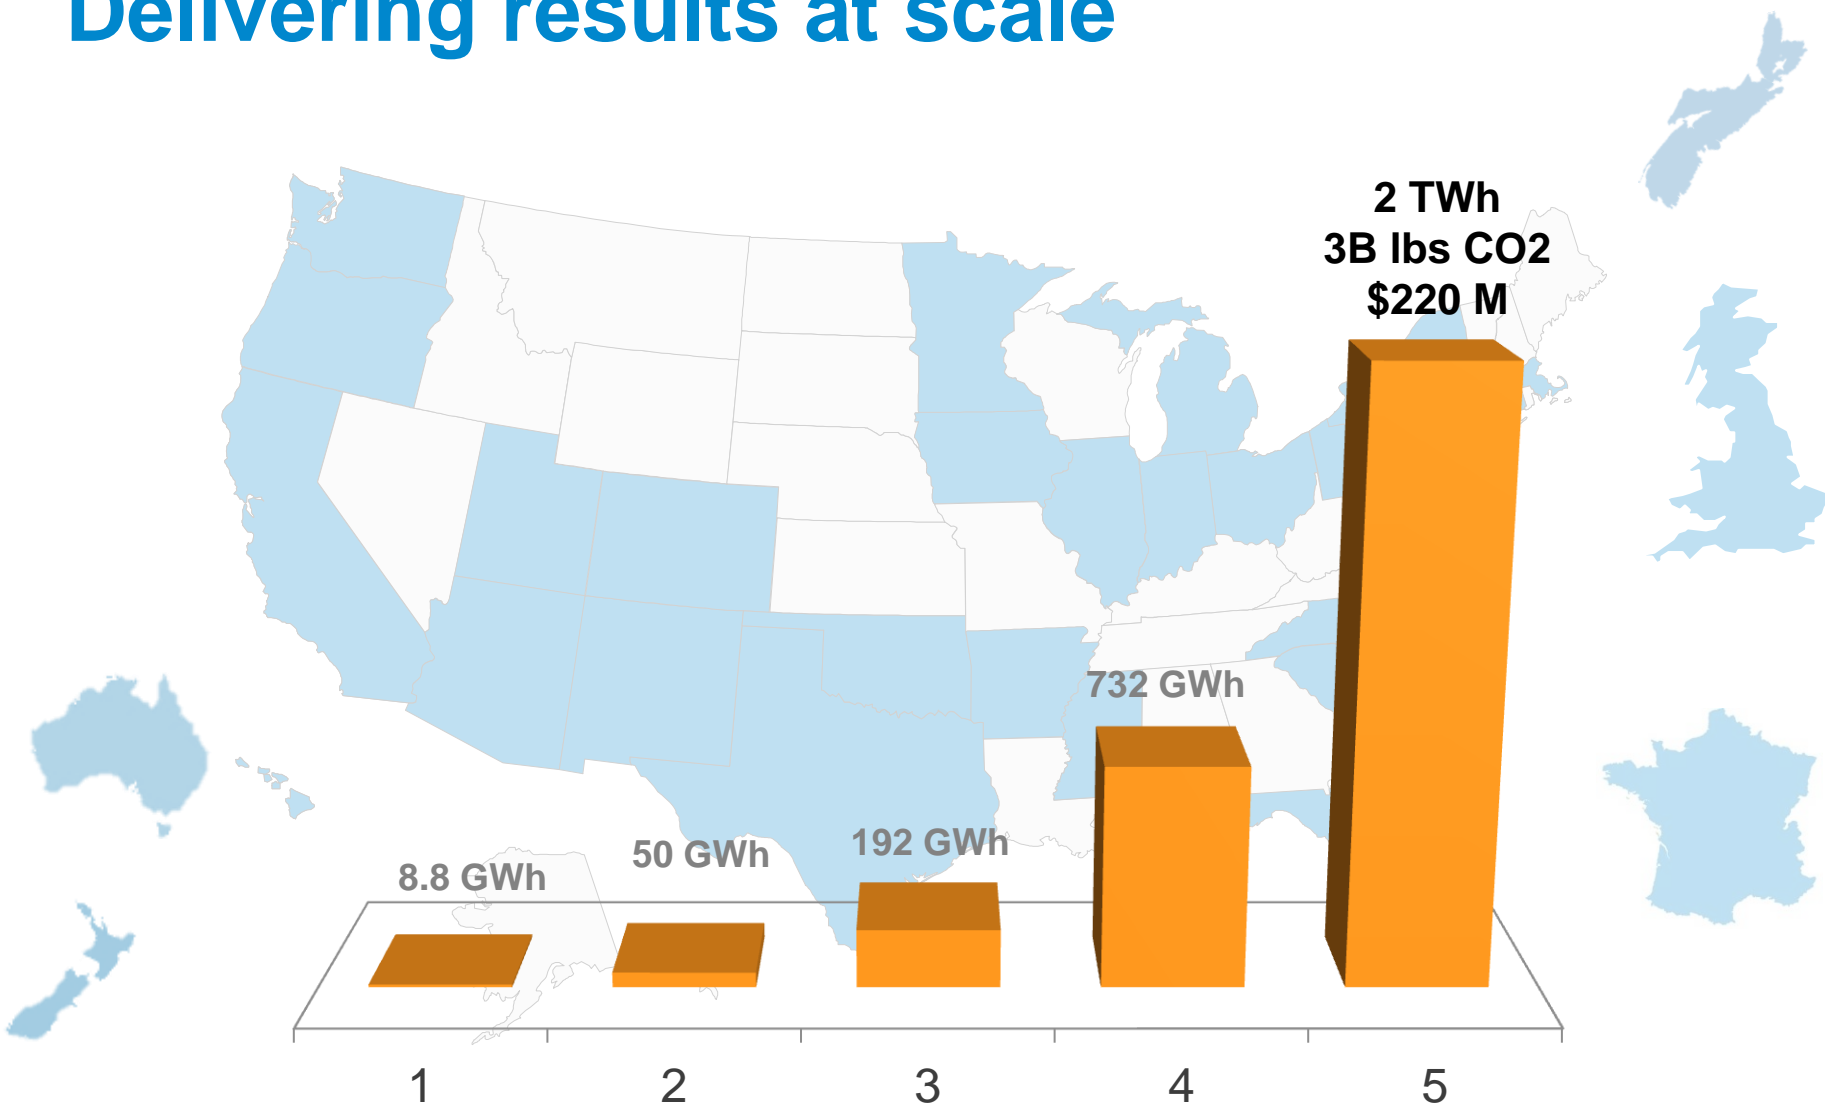 Delivering results at scale
2 TWh
3B lbs CO2
$220 M
732 GWh
192 GWh
50 GWh
8.8 GWh
1 2 3 4 5